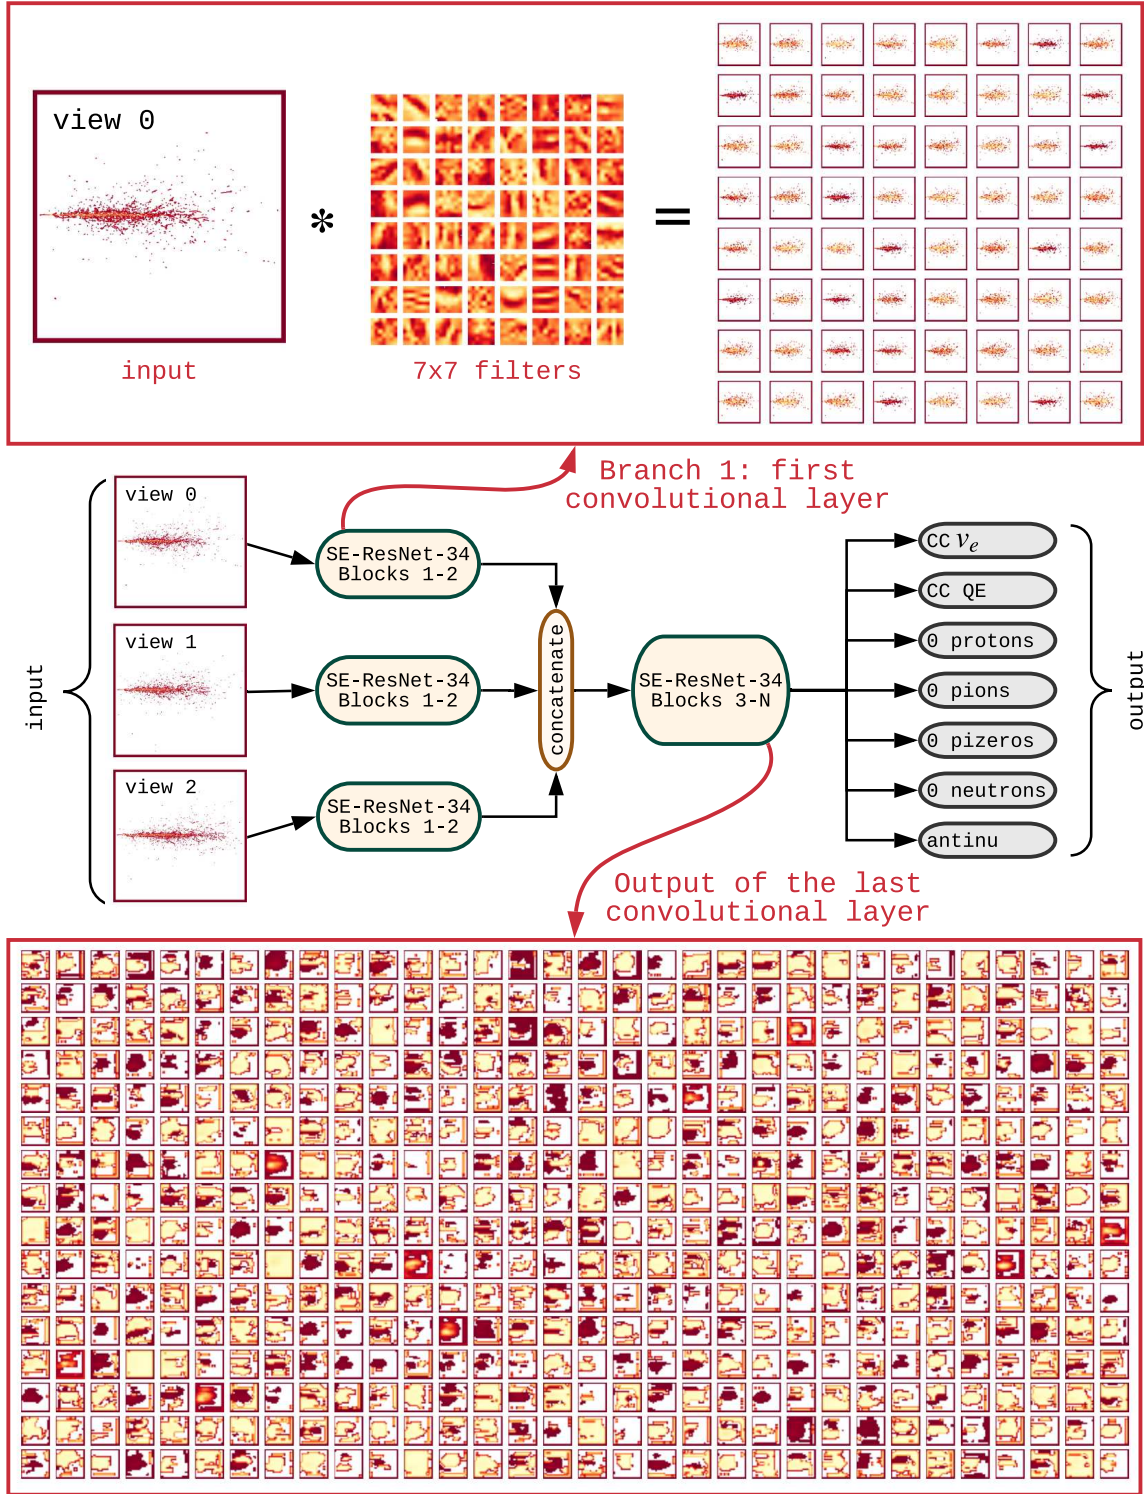 view 0
*
=
input
7x7 filters
Branch 1: first
convolutional layer
input
view 0
view 1
view 2
SE-ResNet-34
Blocks 1-2
SE-ResNet-34
Blocks 1-2
SE-ResNet-34
Blocks 1-2
concatenate
SE-ResNet-34
Blocks 3-N
CC νₑ
CC QE
0 protons
0 pions
0 pizeros
0 neutrons
antinu
output
Output of the last
convolutional layer